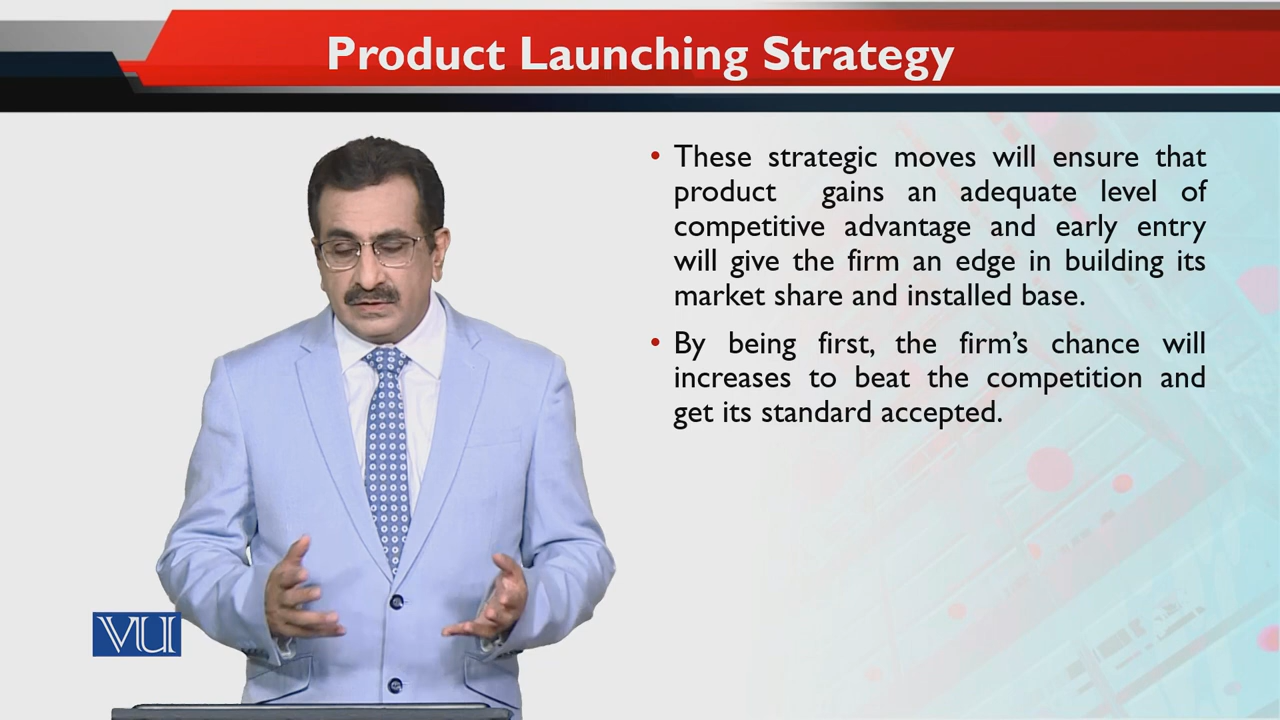 Product Launching Strategy
• These strategic moves will ensure that
product gains an adequate level of
competitive advantage and early entry
will give the firm an edge in building its
market share and installed base.
• By being first, the firm's chance will
increases to beat the competition and
get its standard accepted.
VU